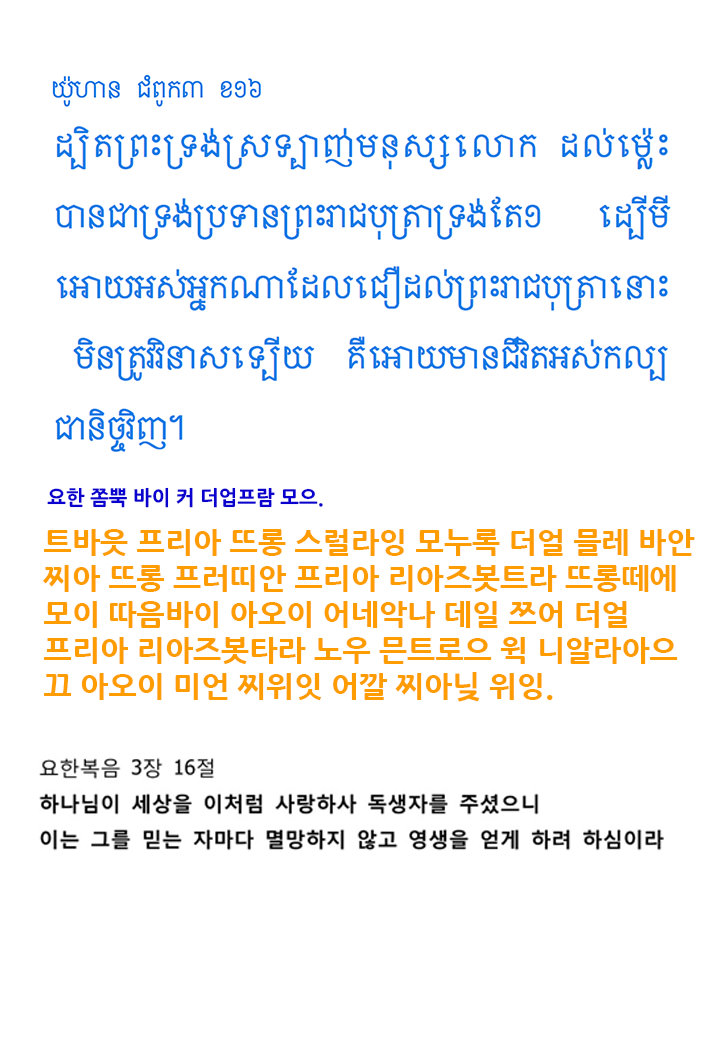 យ៉ូហាន ជំពូក៣ ខ១៦
ដ្បិតព្រះទ្រង់ស្រទ្បាញ់មនុស្សលោក ដល់ម៉្លេះ
បានជាទ្រង់ប្រទានព្រះរាជបុត្រាទ្រង់តែ១ ដេ្បីមី
អោយអស់អ្នកណាដែលជឿដល់ព្រះរាជបុត្រានោះ
មិនត្រូវវិនាសទេ្បីយ គឺអោយមានជីវិតអស់កល្ប
ជានិច្ចវិញ។
요한 쫌뿍 바이 커 더업프람 모으.
트바읏 프리아 뜨롱 스럴라잉 모누록 더얼 믈레 바안
찌아 뜨롱 프러띠안 프리아 리아즈봇트라 뜨롱떼에
모이 따음바이 아오이 어네악나 데일 쯔어 더얼
프리아 리아즈봇타라 노우 믄트로으 윅 니알라아으
끄 아오이 미언 찌위잇 어깔 찌아닟 위잉.
요한복음 3장 16절
하나님이 세상을 이처럼 사랑하사 독생자를 주셨으니
이는 그를 믿는 자마다 멸망하지 않고 영생을 얻게 하려 하심이라